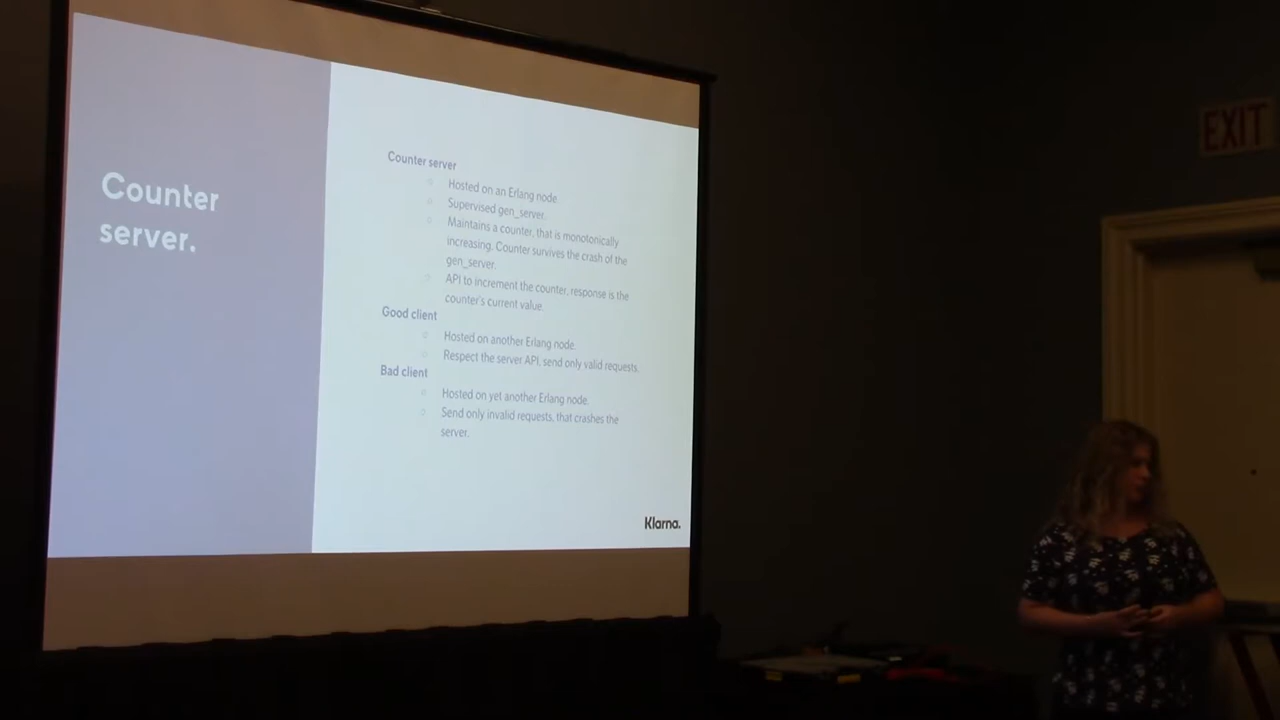 Counter
server.
Counter server
Hosted on an Erlang node
Supervised gen_server.
Maintains a counter, that is monotonically
increasing. Counter survives the crash of the
gen_server.
API to increment the counter, response is the
counter's current value.
Good client
Hosted on another Erlang node.
Respect the server API, send only valid requests.
Bad client
Hosted on yet another Erlang node.
Send only invalid requests, that crashes the
server.
Klarna.
EXIT